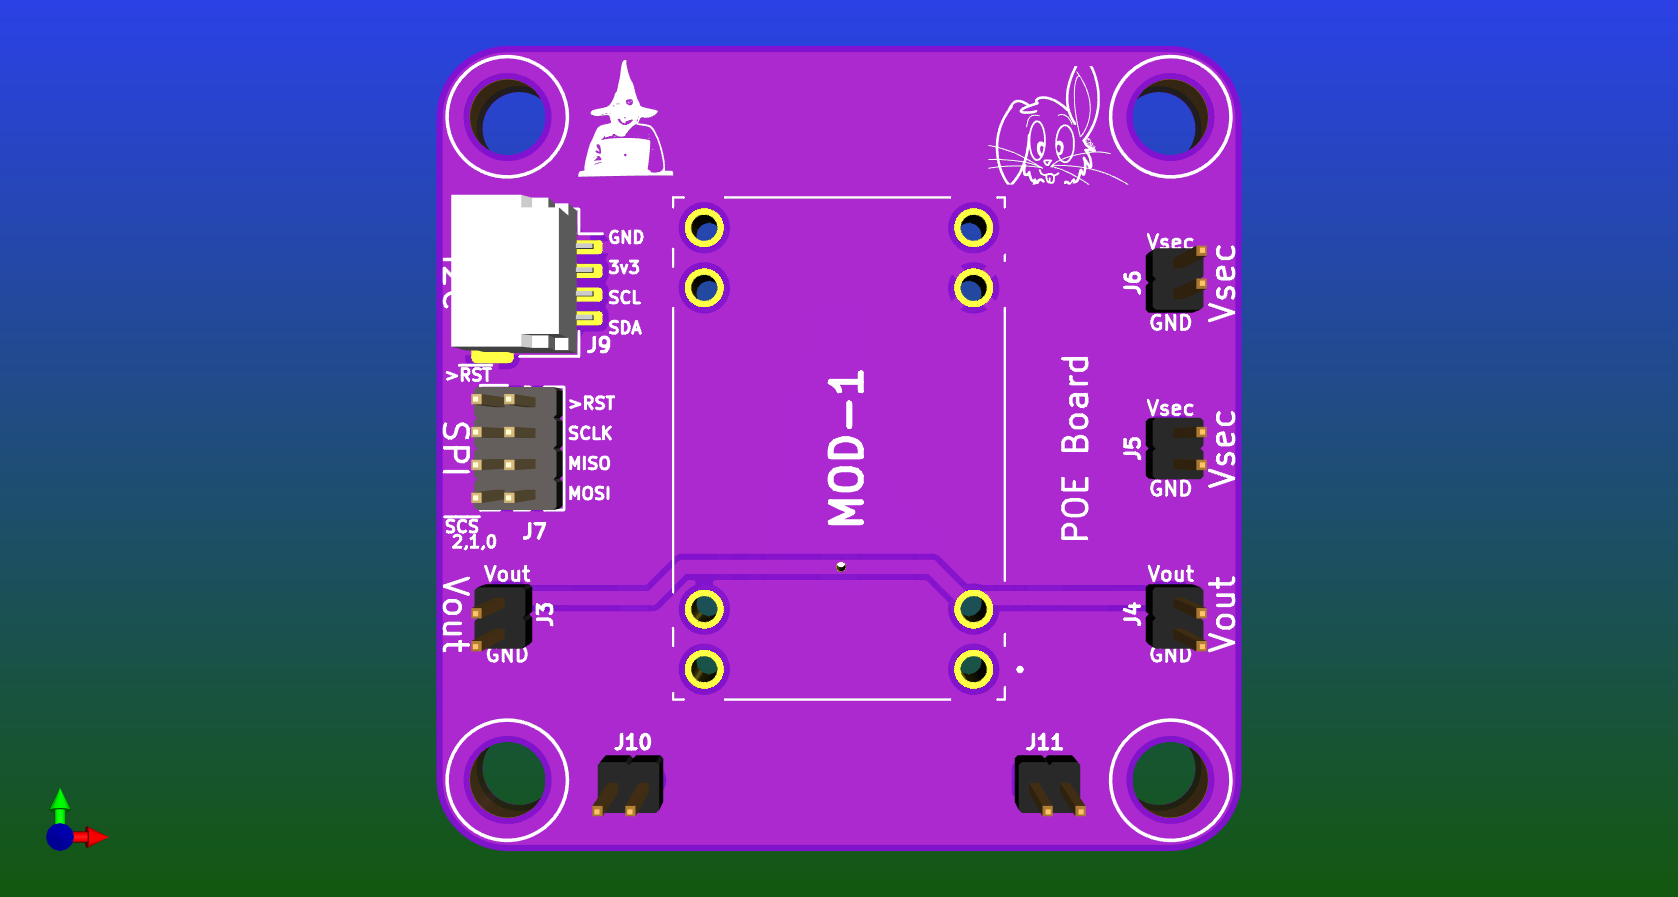 GND
3v3
SCL
SDA
J9
>RST
>RST
SCLK
MISO
MOSI
SPI
SCS
2,1,0
J7
Vout
Vout
J3
GND
MOD-1
POE Board
Vsec
J6
Vsec
GND
Vsec
J5
Vsec
GND
Vout
J4
Vout
GND
J10
J11